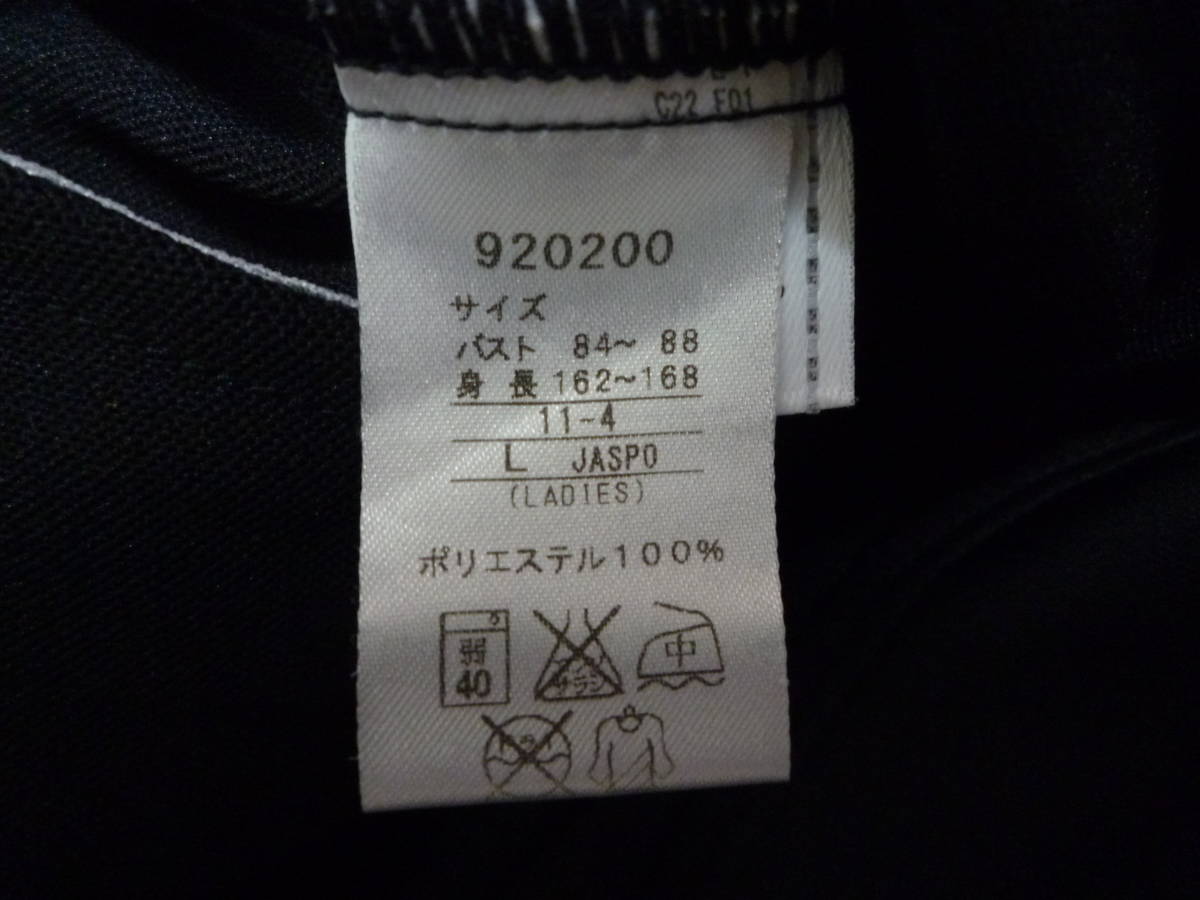 C22 F01
920200
サイズ
バスト 84～ 88
身 長 162～168
11-4
L JASPO
(LADIES)
ポリエステル100%
弱
40
中